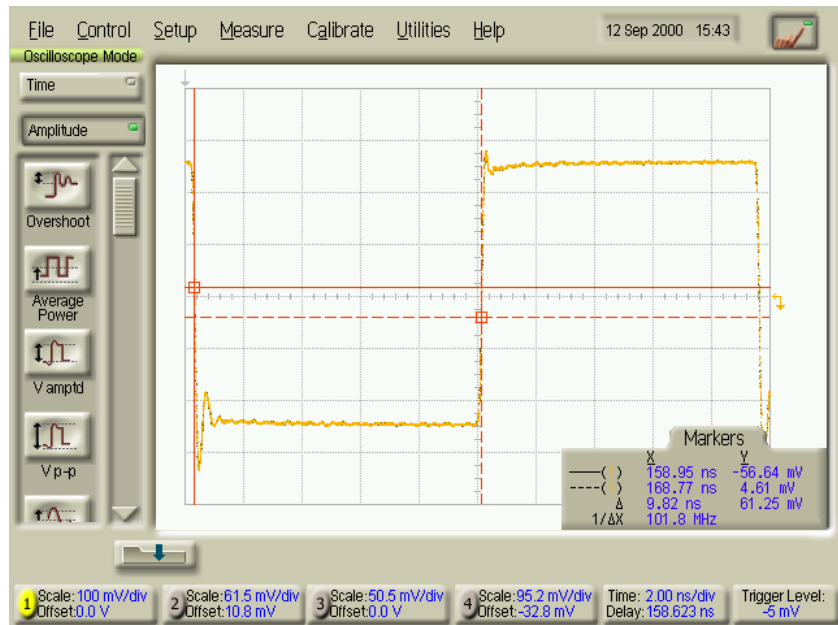 File Control Setup Measure Calibrate Utilities Help 12 Sep 2000 15:43
Oscilloscope Mode
Time
Amplitude
Overshoot
Average
Power
V amptd
V p-p
Markers
X Y
158.95 ns -56.64 mV
168.77 ns 4.61 mV
Δ 9.82 ns 61.25 mV
1/ΔX 101.8 MHz
1 Scale:100 mV/div
Offset:0.0 V
2 Scale:61.5 mV/div
Offset:10.8 mV
3 Scale:50.5 mV/div
Offset:0.0 V
4 Scale:95.2 mV/div
Offset:-32.8 mV
Time: 2.00 ns/div
Delay:158.623 ns
Trigger Level:
-5 mV